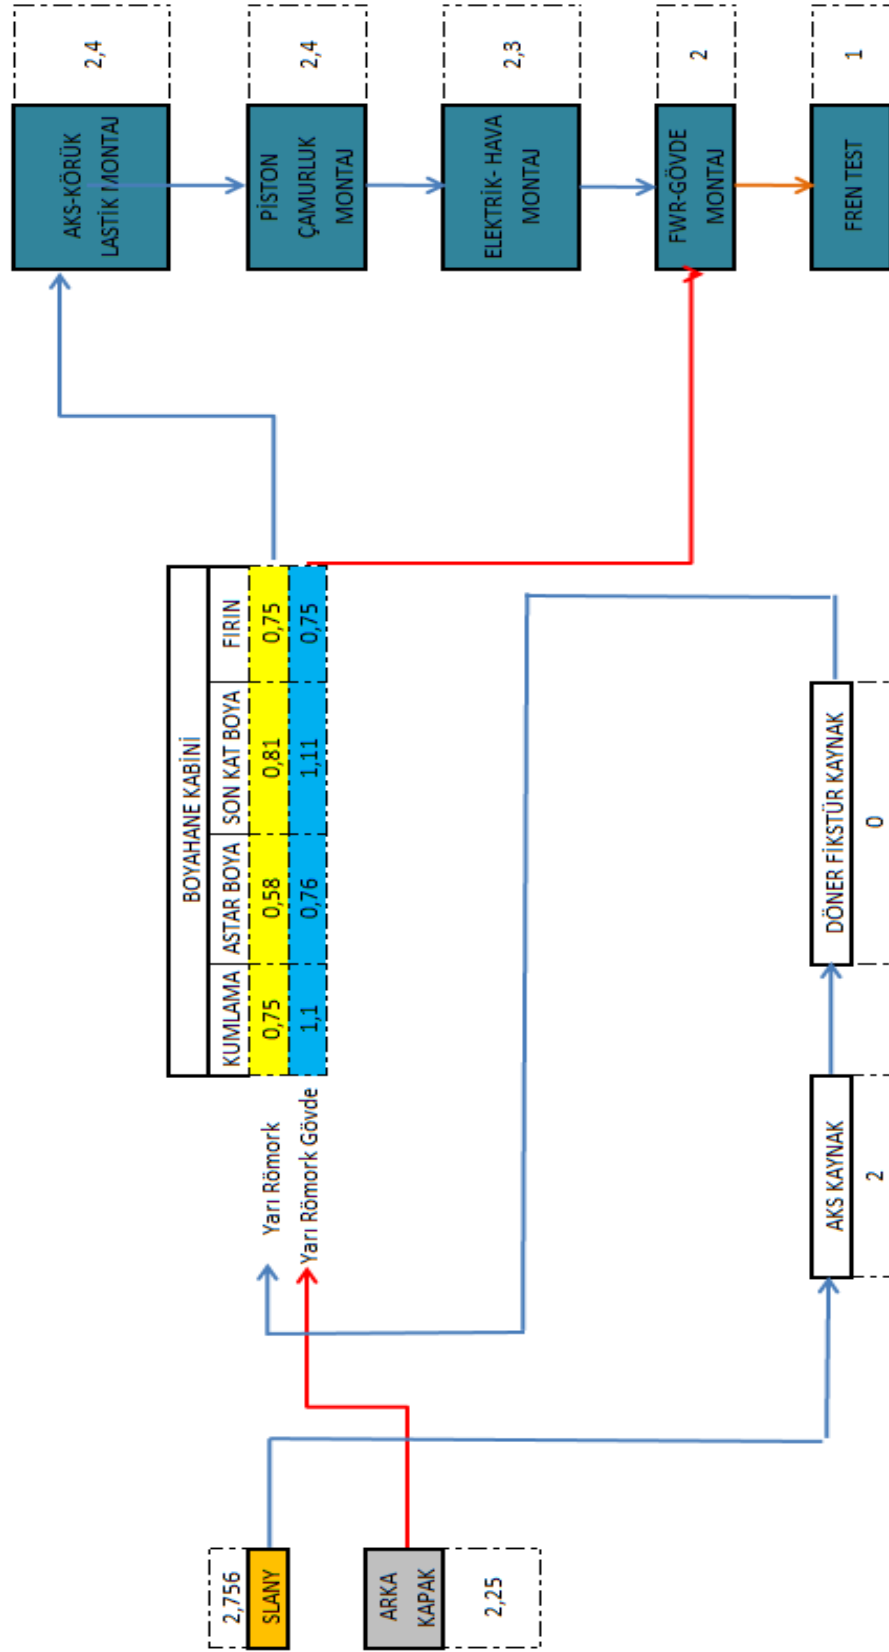 2,756
SLANY
ARKA
KAPAK
2,25
BOYAHANE KABİNİ
KUMLAMA
ASTAR BOYA
SON KAT BOYA
FIRIN
Yarı Römork
0,75
0,58
0,81
0,75
Yarı Römork Gövde
1,1
0,76
1,11
0,75
AKS KAYNAK
2
DÖNER FİKSTÜR KAYNAK
0
AKS-KÖRÜK
LASTİK MONTAJ
2,4
PİSTON
ÇAMURLUK
MONTAJ
2,4
ELEKTRİK- HAVA
MONTAJ
2,3
FWR-GÖVDE
MONTAJ
2
FREN TEST
1